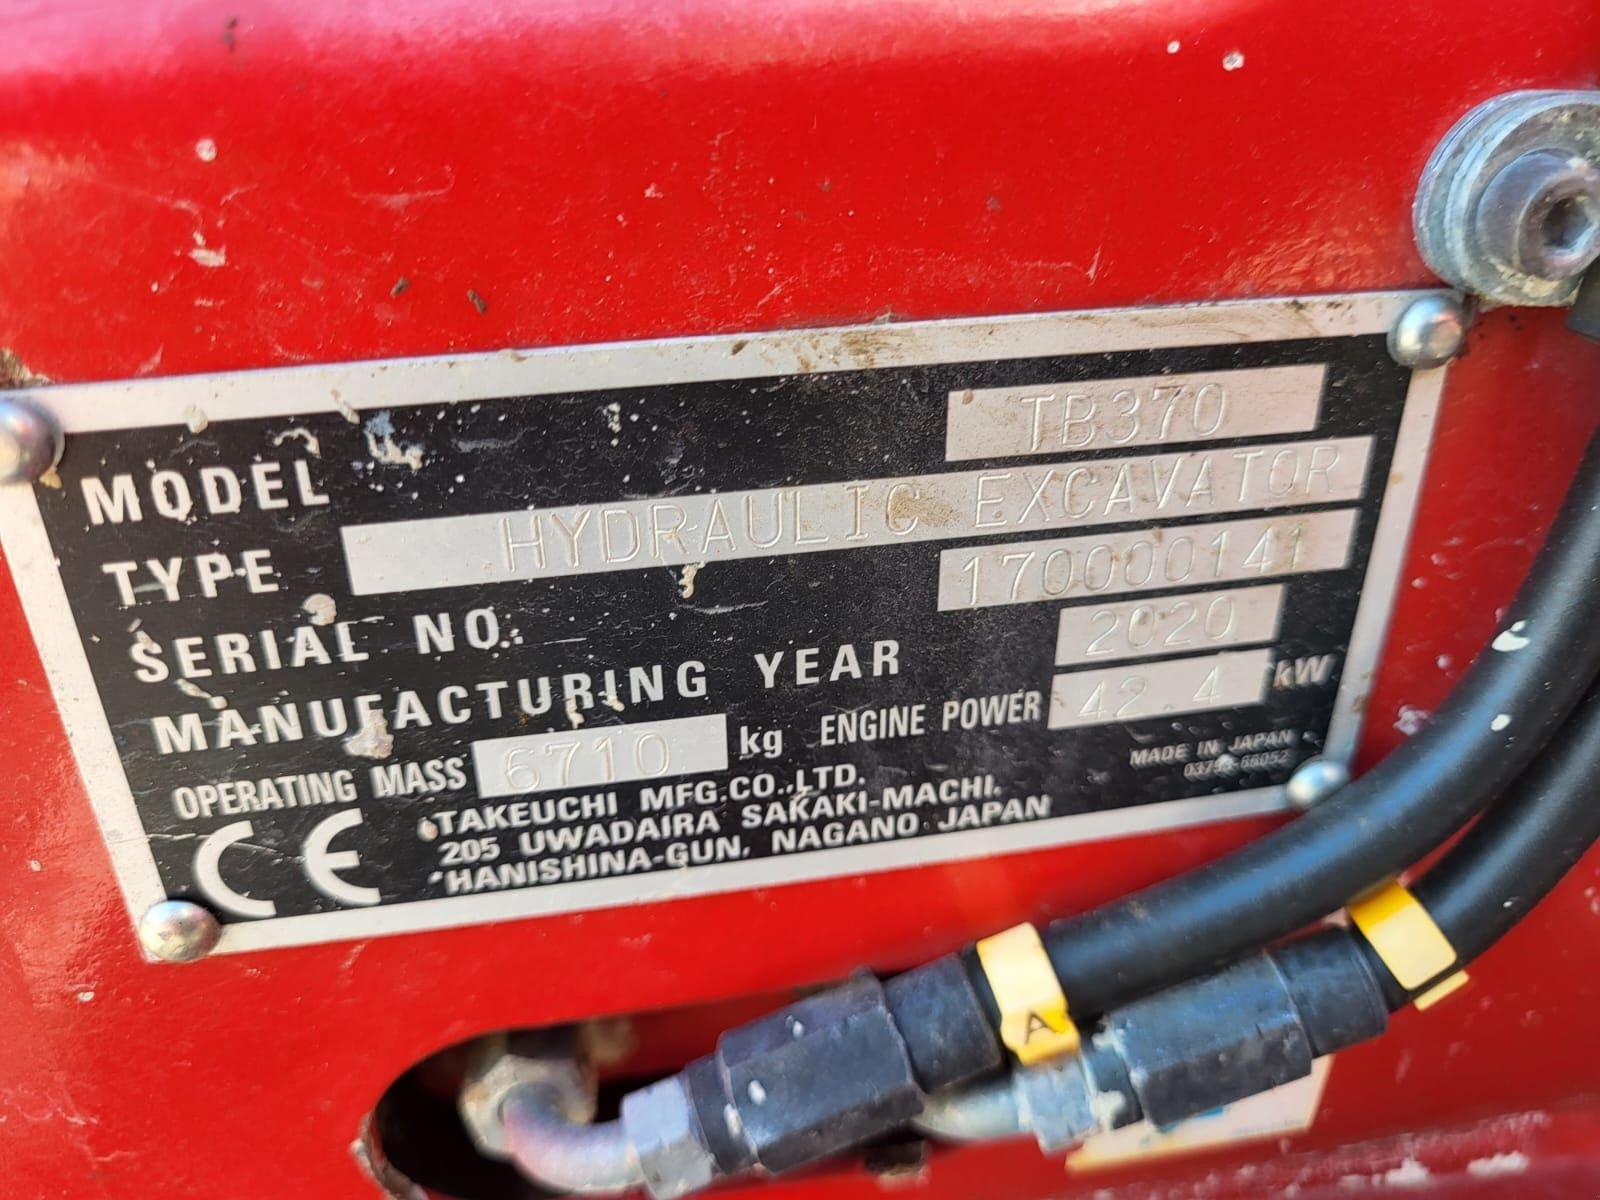 MODEL TB370
TYPE HYDRAULIC EXCAVATOR
SERIAL NO. 170000141
MANUFACTURING YEAR 2020
OPERATING MASS 6710 kg ENGINE POWER 42.4 kW
MADE IN JAPAN
CE
TAKEUCHI MFG.CO.,LTD.
205 UWADAIRA SAKAKI-MACHI,
HANISHINA-GUN, NAGANO JAPAN
A